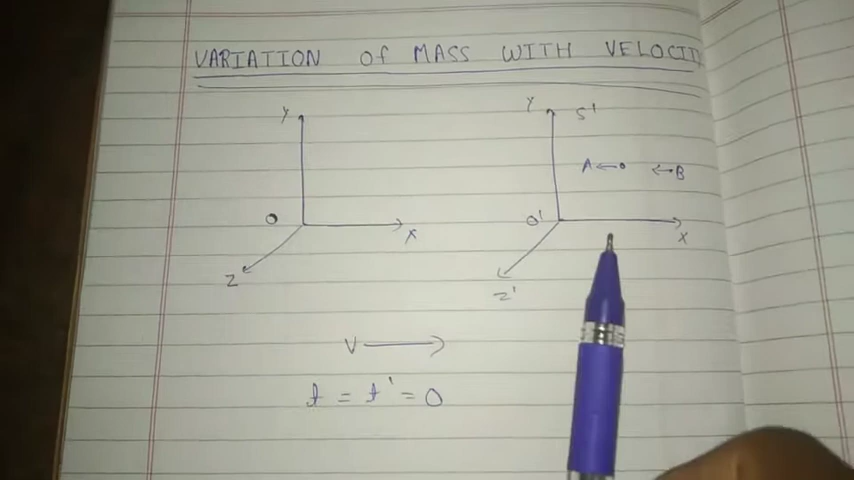 VARIATION of MASS WITH VELOCIT
Y Y S'
A B
O O'
X X
Z Z'
V
t = t' = 0